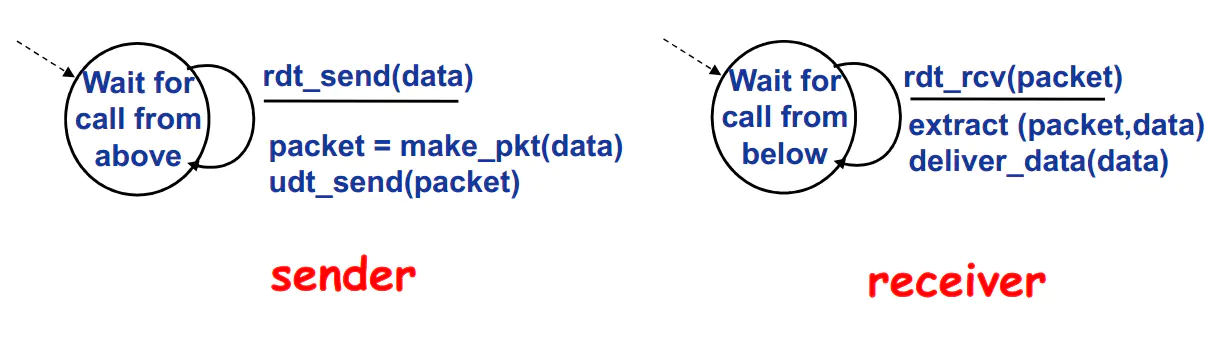 Wait for
call from
above
rdt_send(data)
packet = make_pkt(data)
udt_send(packet)
sender
Wait for
call from
below
rdt_rcv(packet)
extract (packet,data)
deliver_data(data)
receiver